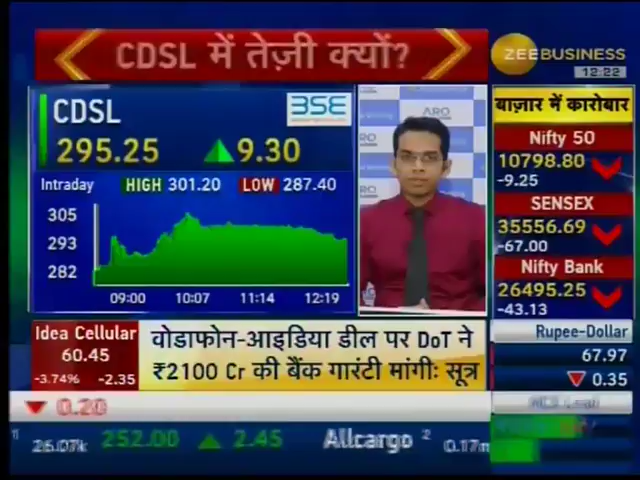 CDSL में तेज़ी क्यों?
ZEE BUSINESS
12:22
CDSL
BSE
295.25 9.30
Intraday HIGH 301.20 LOW 287.40
305
293
282
09:00 10:07 11:14 12:19
ARO
बाज़ार में कारोबार
Nifty 50
10798.80
-9.25
SENSEX
35556.69
-67.00
Nifty Bank
26495.25
-43.13
Rupee-Dollar
67.97
0.35
Idea Cellular
60.45
-3.74% -2.35
वोडाफोन-आइडिया डील पर DoT ने
₹2100 Cr की बैंक गारंटी मांगीः सूत्र
0.20
26.07k 252.00 2.45 Allcargo 2 0.17m